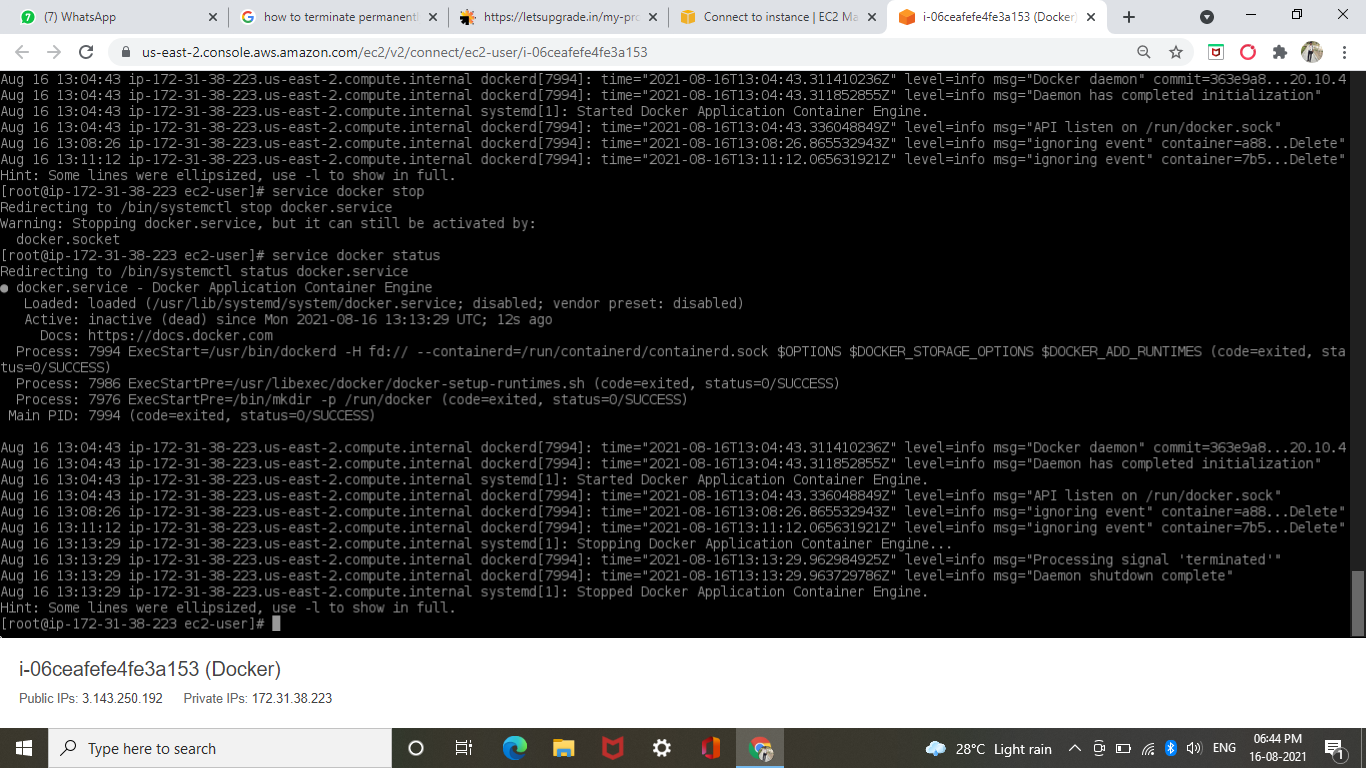 (7) WhatsApp
how to terminate permanent
https://letsupgrade.in/my-pro
Connect to instance | EC2 Ma
i-06ceafefe4fe3a153 (Docker)
us-east-2.console.aws.amazon.com/ec2/v2/connect/ec2-user/i-06ceafefe4fe3a153
Aug 16 13:04:43 ip-172-31-38-223.us-east-2.compute.internal dockerd[7994]: time="2021-08-16T13:04:43.311410236Z" level=info msg="Docker daemon" commit=363e9a8...20.10.4
Aug 16 13:04:43 ip-172-31-38-223.us-east-2.compute.internal dockerd[7994]: time="2021-08-16T13:04:43.311852855Z" level=info msg="Daemon has completed initialization"
Aug 16 13:04:43 ip-172-31-38-223.us-east-2.compute.internal systemd[1]: Started Docker Application Container Engine.
Aug 16 13:04:43 ip-172-31-38-223.us-east-2.compute.internal dockerd[7994]: time="2021-08-16T13:04:43.336048849Z" level=info msg="API listen on /run/docker.sock"
Aug 16 13:08:26 ip-172-31-38-223.us-east-2.compute.internal dockerd[7994]: time="2021-08-16T13:08:26.865532943Z" level=info msg="ignoring event" container=a88...Delete"
Aug 16 13:11:12 ip-172-31-38-223.us-east-2.compute.internal dockerd[7994]: time="2021-08-16T13:11:12.065631921Z" level=info msg="ignoring event" container=7b5...Delete"
Hint: Some lines were ellipsized, use -l to show in full.
[root@ip-172-31-38-223 ec2-user]# service docker stop
Redirecting to /bin/systemctl stop docker.service
Warning: Stopping docker.service, but it can still be activated by:
docker.socket
[root@ip-172-31-38-223 ec2-user]# service docker status
Redirecting to /bin/systemctl status docker.service
● docker.service - Docker Application Container Engine
Loaded: loaded (/usr/lib/systemd/system/docker.service; disabled; vendor preset: disabled)
Active: inactive (dead) since Mon 2021-08-16 13:13:29 UTC; 12s ago
Docs: https://docs.docker.com
Process: 7994 ExecStart=/usr/bin/dockerd -H fd:// --containerd=/run/containerd/containerd.sock $OPTIONS $DOCKER_STORAGE_OPTIONS $DOCKER_ADD_RUNTIMES (code=exited, sta
tus=0/SUCCESS)
Process: 7986 ExecStartPre=/usr/libexec/docker/docker-setup-runtimes.sh (code=exited, status=0/SUCCESS)
Process: 7976 ExecStartPre=/bin/mkdir -p /run/docker (code=exited, status=0/SUCCESS)
Main PID: 7994 (code=exited, status=0/SUCCESS)
Aug 16 13:04:43 ip-172-31-38-223.us-east-2.compute.internal dockerd[7994]: time="2021-08-16T13:04:43.311410236Z" level=info msg="Docker daemon" commit=363e9a8...20.10.4
Aug 16 13:04:43 ip-172-31-38-223.us-east-2.compute.internal dockerd[7994]: time="2021-08-16T13:04:43.311852855Z" level=info msg="Daemon has completed initialization"
Aug 16 13:04:43 ip-172-31-38-223.us-east-2.compute.internal systemd[1]: Started Docker Application Container Engine.
Aug 16 13:04:43 ip-172-31-38-223.us-east-2.compute.internal dockerd[7994]: time="2021-08-16T13:04:43.336048849Z" level=info msg="API listen on /run/docker.sock"
Aug 16 13:08:26 ip-172-31-38-223.us-east-2.compute.internal dockerd[7994]: time="2021-08-16T13:08:26.865532943Z" level=info msg="ignoring event" container=a88...Delete"
Aug 16 13:11:12 ip-172-31-38-223.us-east-2.compute.internal dockerd[7994]: time="2021-08-16T13:11:12.065631921Z" level=info msg="ignoring event" container=7b5...Delete"
Aug 16 13:13:29 ip-172-31-38-223.us-east-2.compute.internal systemd[1]: Stopping Docker Application Container Engine...
Aug 16 13:13:29 ip-172-31-38-223.us-east-2.compute.internal dockerd[7994]: time="2021-08-16T13:13:29.962984925Z" level=info msg="Processing signal 'terminated'"
Aug 16 13:13:29 ip-172-31-38-223.us-east-2.compute.internal dockerd[7994]: time="2021-08-16T13:13:29.963729786Z" level=info msg="Daemon shutdown complete"
Aug 16 13:13:29 ip-172-31-38-223.us-east-2.compute.internal systemd[1]: Stopped Docker Application Container Engine.
Hint: Some lines were ellipsized, use -l to show in full.
[root@ip-172-31-38-223 ec2-user]#
i-06ceafefe4fe3a153 (Docker)
Public IPs: 3.143.250.192 Private IPs: 172.31.38.223
Type here to search
28°C Light rain
ENG
06:44 PM
16-08-2021
1